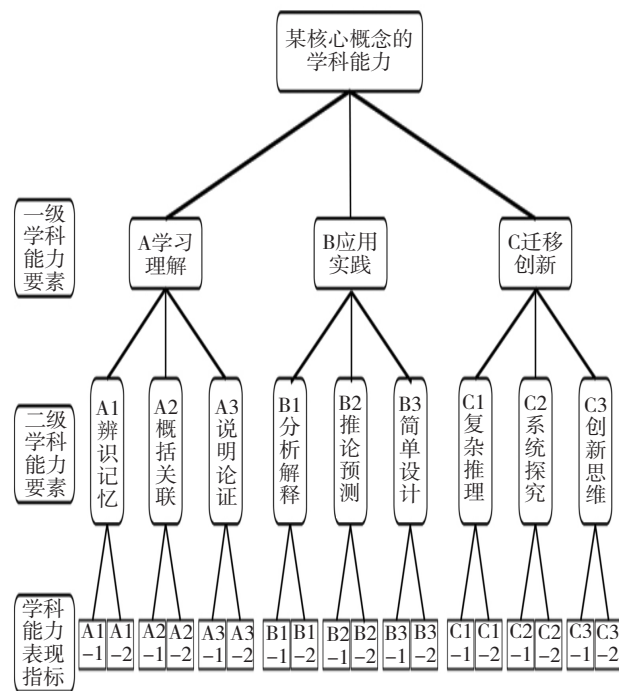 某核心概念的
学科能力
一级
学科
能力
要素
A学习
理解
B应用
实践
C迁移
创新
二级
学科
能力
要素
A1
辨识记忆
A2
概括关联
A3
说明论证
B1
分析解释
B2
推论预测
B3
简单设计
C1
复杂推理
C2
系统探究
C3
创新思维
学科
能力
表现
指标
A1
-1
A1
-2
A2
-1
A2
-2
A3
-1
A3
-2
B1
-1
B1
-2
B2
-1
B2
-2
B3
-1
B3
-2
C1
-1
C1
-2
C2
-1
C2
-2
C3
-1
C3
-2